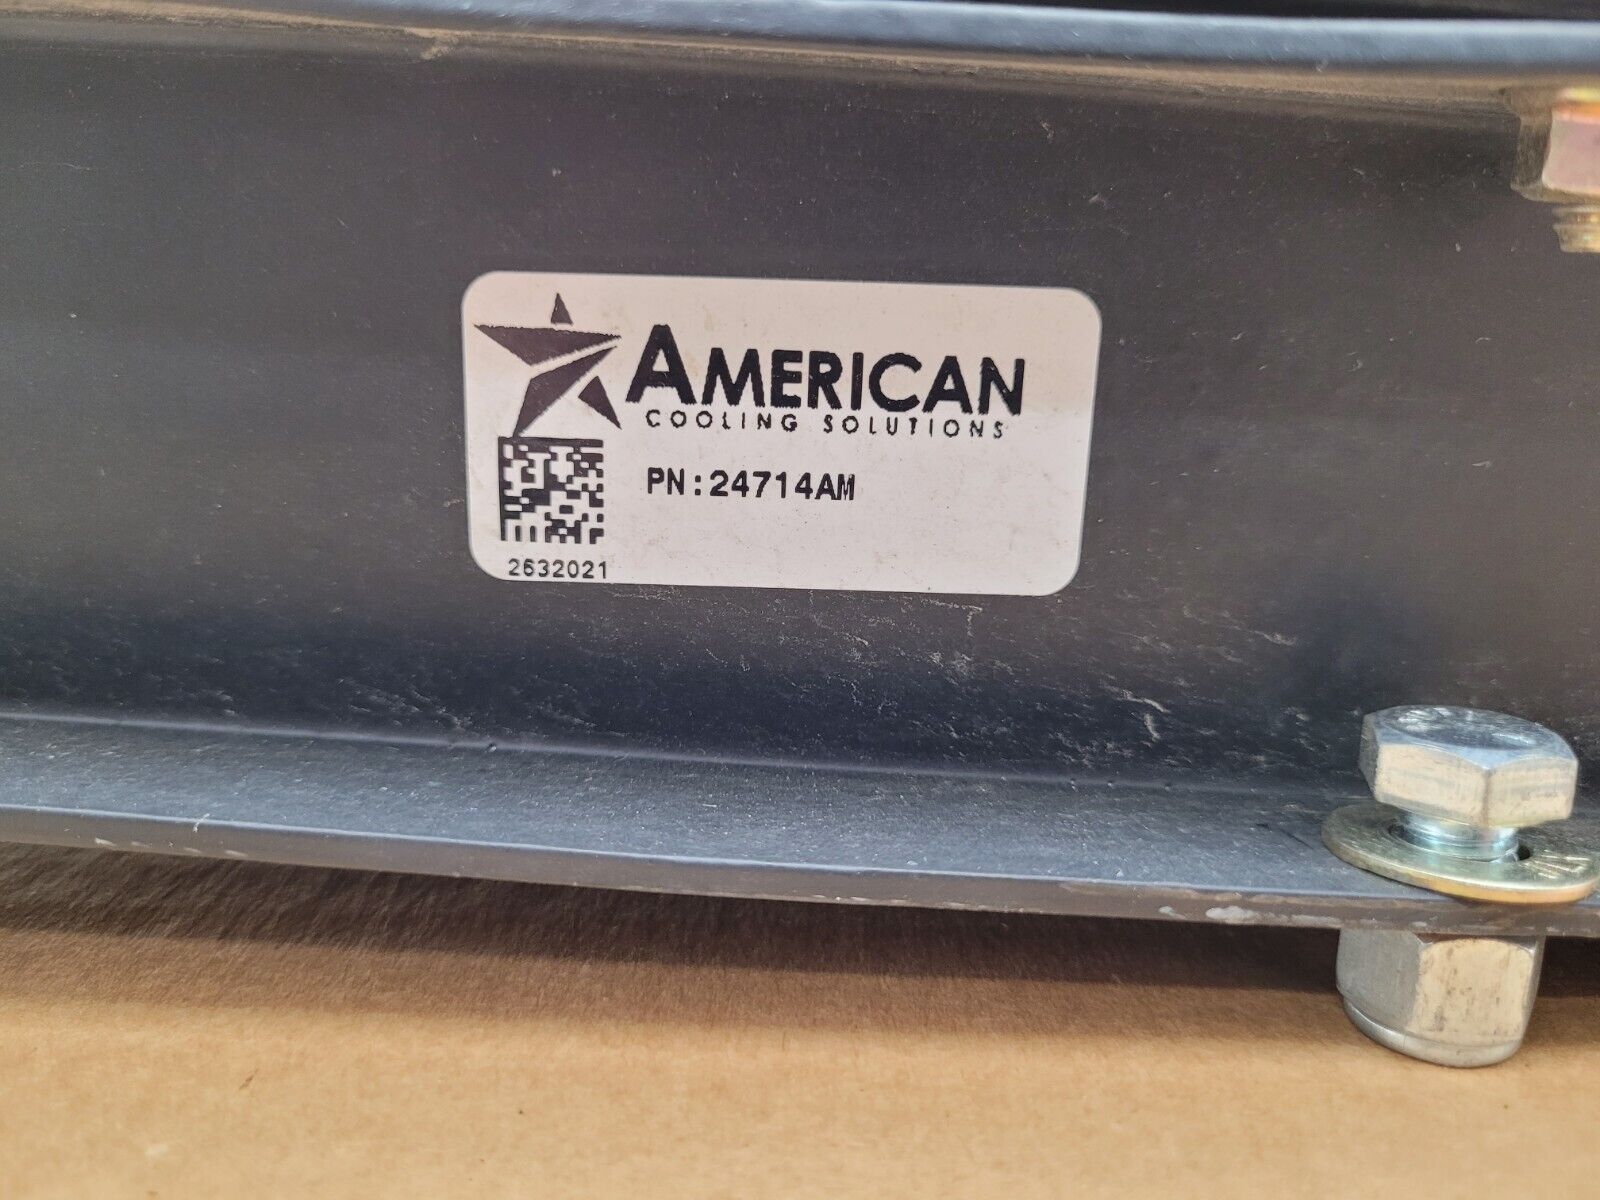 AMERICAN
COOLING SOLUTIONS
PN:24714AM
2632021